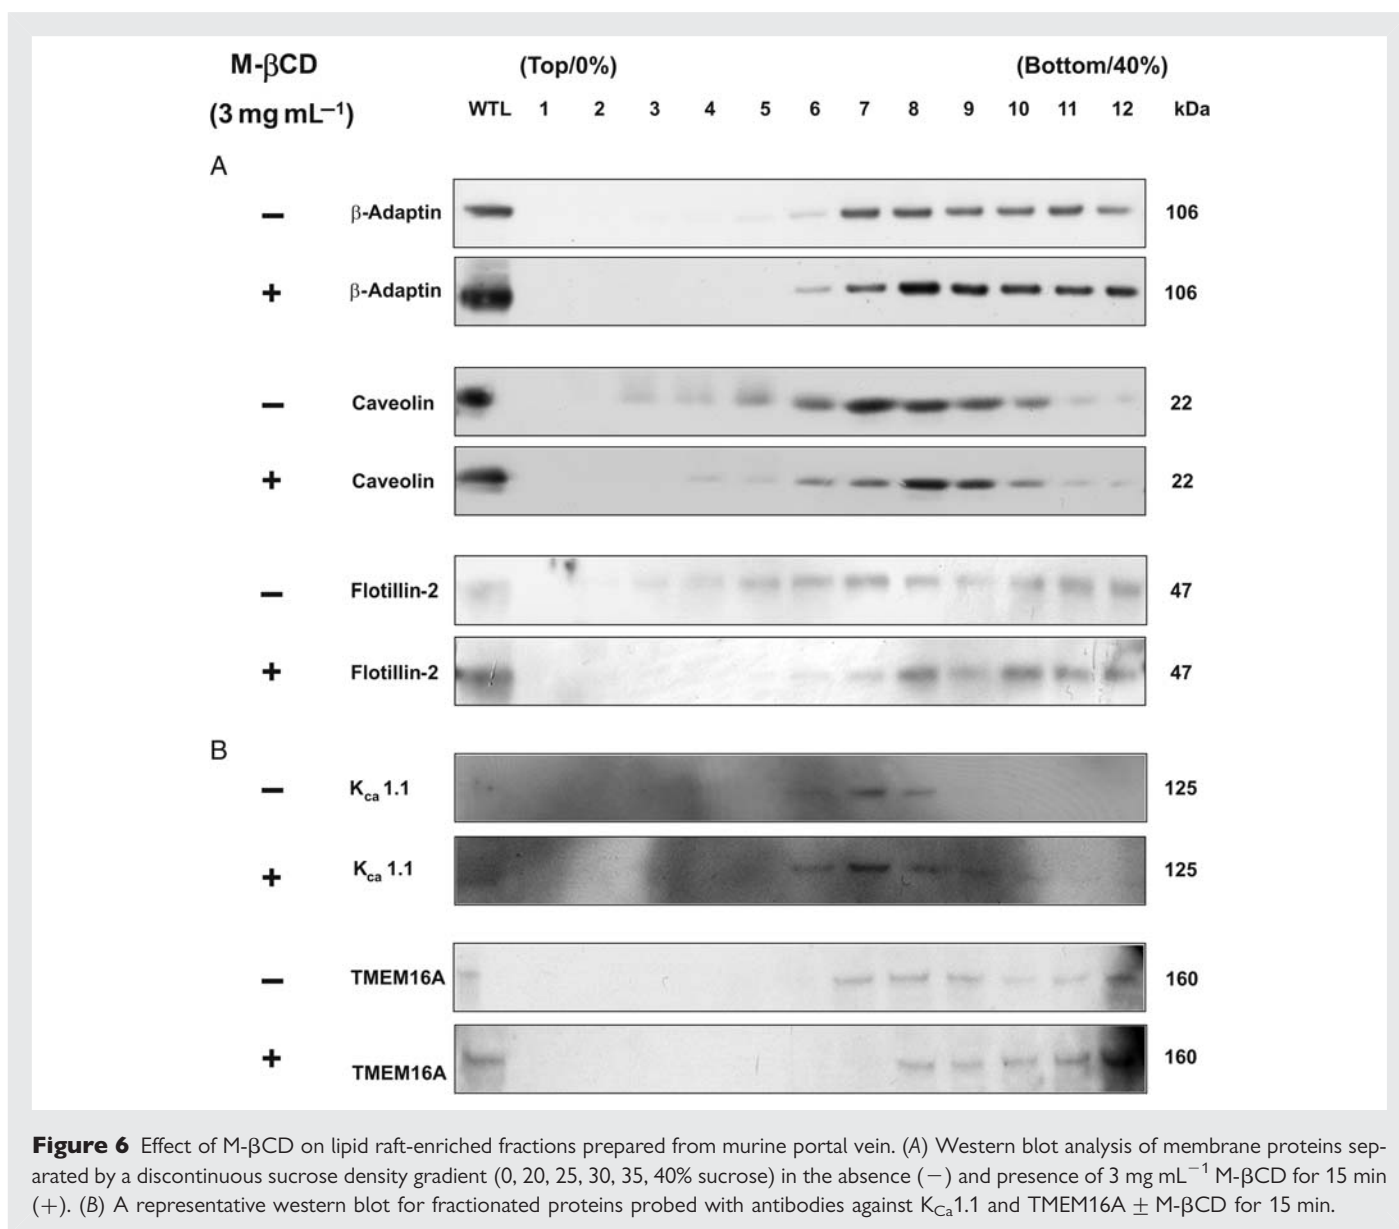 M-βCD (Top/0%) (Bottom/40%)
(3 mg mL–1) WTL 1 2 3 4 5 6 7 8 9 10 11 12 kDa
A
– β-Adaptin 106
+ β-Adaptin 106
– Caveolin 22
+ Caveolin 22
– Flotillin-2 47
+ Flotillin-2 47
B
– Kca 1.1 125
+ Kca 1.1 125
– TMEM16A 160
+ TMEM16A 160
Figure 6 Effect of M-βCD on lipid raft-enriched fractions prepared from murine portal vein. (A) Western blot analysis of membrane proteins sep-
arated by a discontinuous sucrose density gradient (0, 20, 25, 30, 35, 40% sucrose) in the absence (−) and presence of 3 mg mL−1 M-βCD for 15 min
(+). (B) A representative western blot for fractionated proteins probed with antibodies against KCa1.1 and TMEM16A ± M-βCD for 15 min.